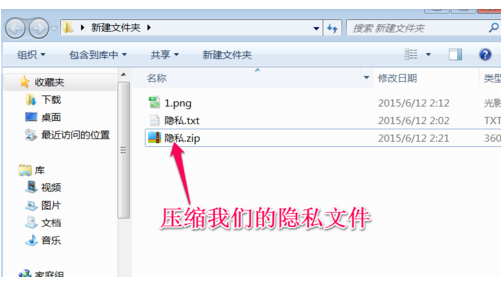 新建文件夹
搜索 新建文件夹
组织 包含到库中 共享 新建文件夹
收藏夹
下载
桌面
最近访问的位置
库
视频
图片
文档
音乐
家庭组
名称 修改日期 类型
1.png 2015/6/12 2:12 光影
隐私.txt 2015/6/12 2:02 TXT
隐私.zip 2015/6/12 2:21 360
压缩我们的隐私文件